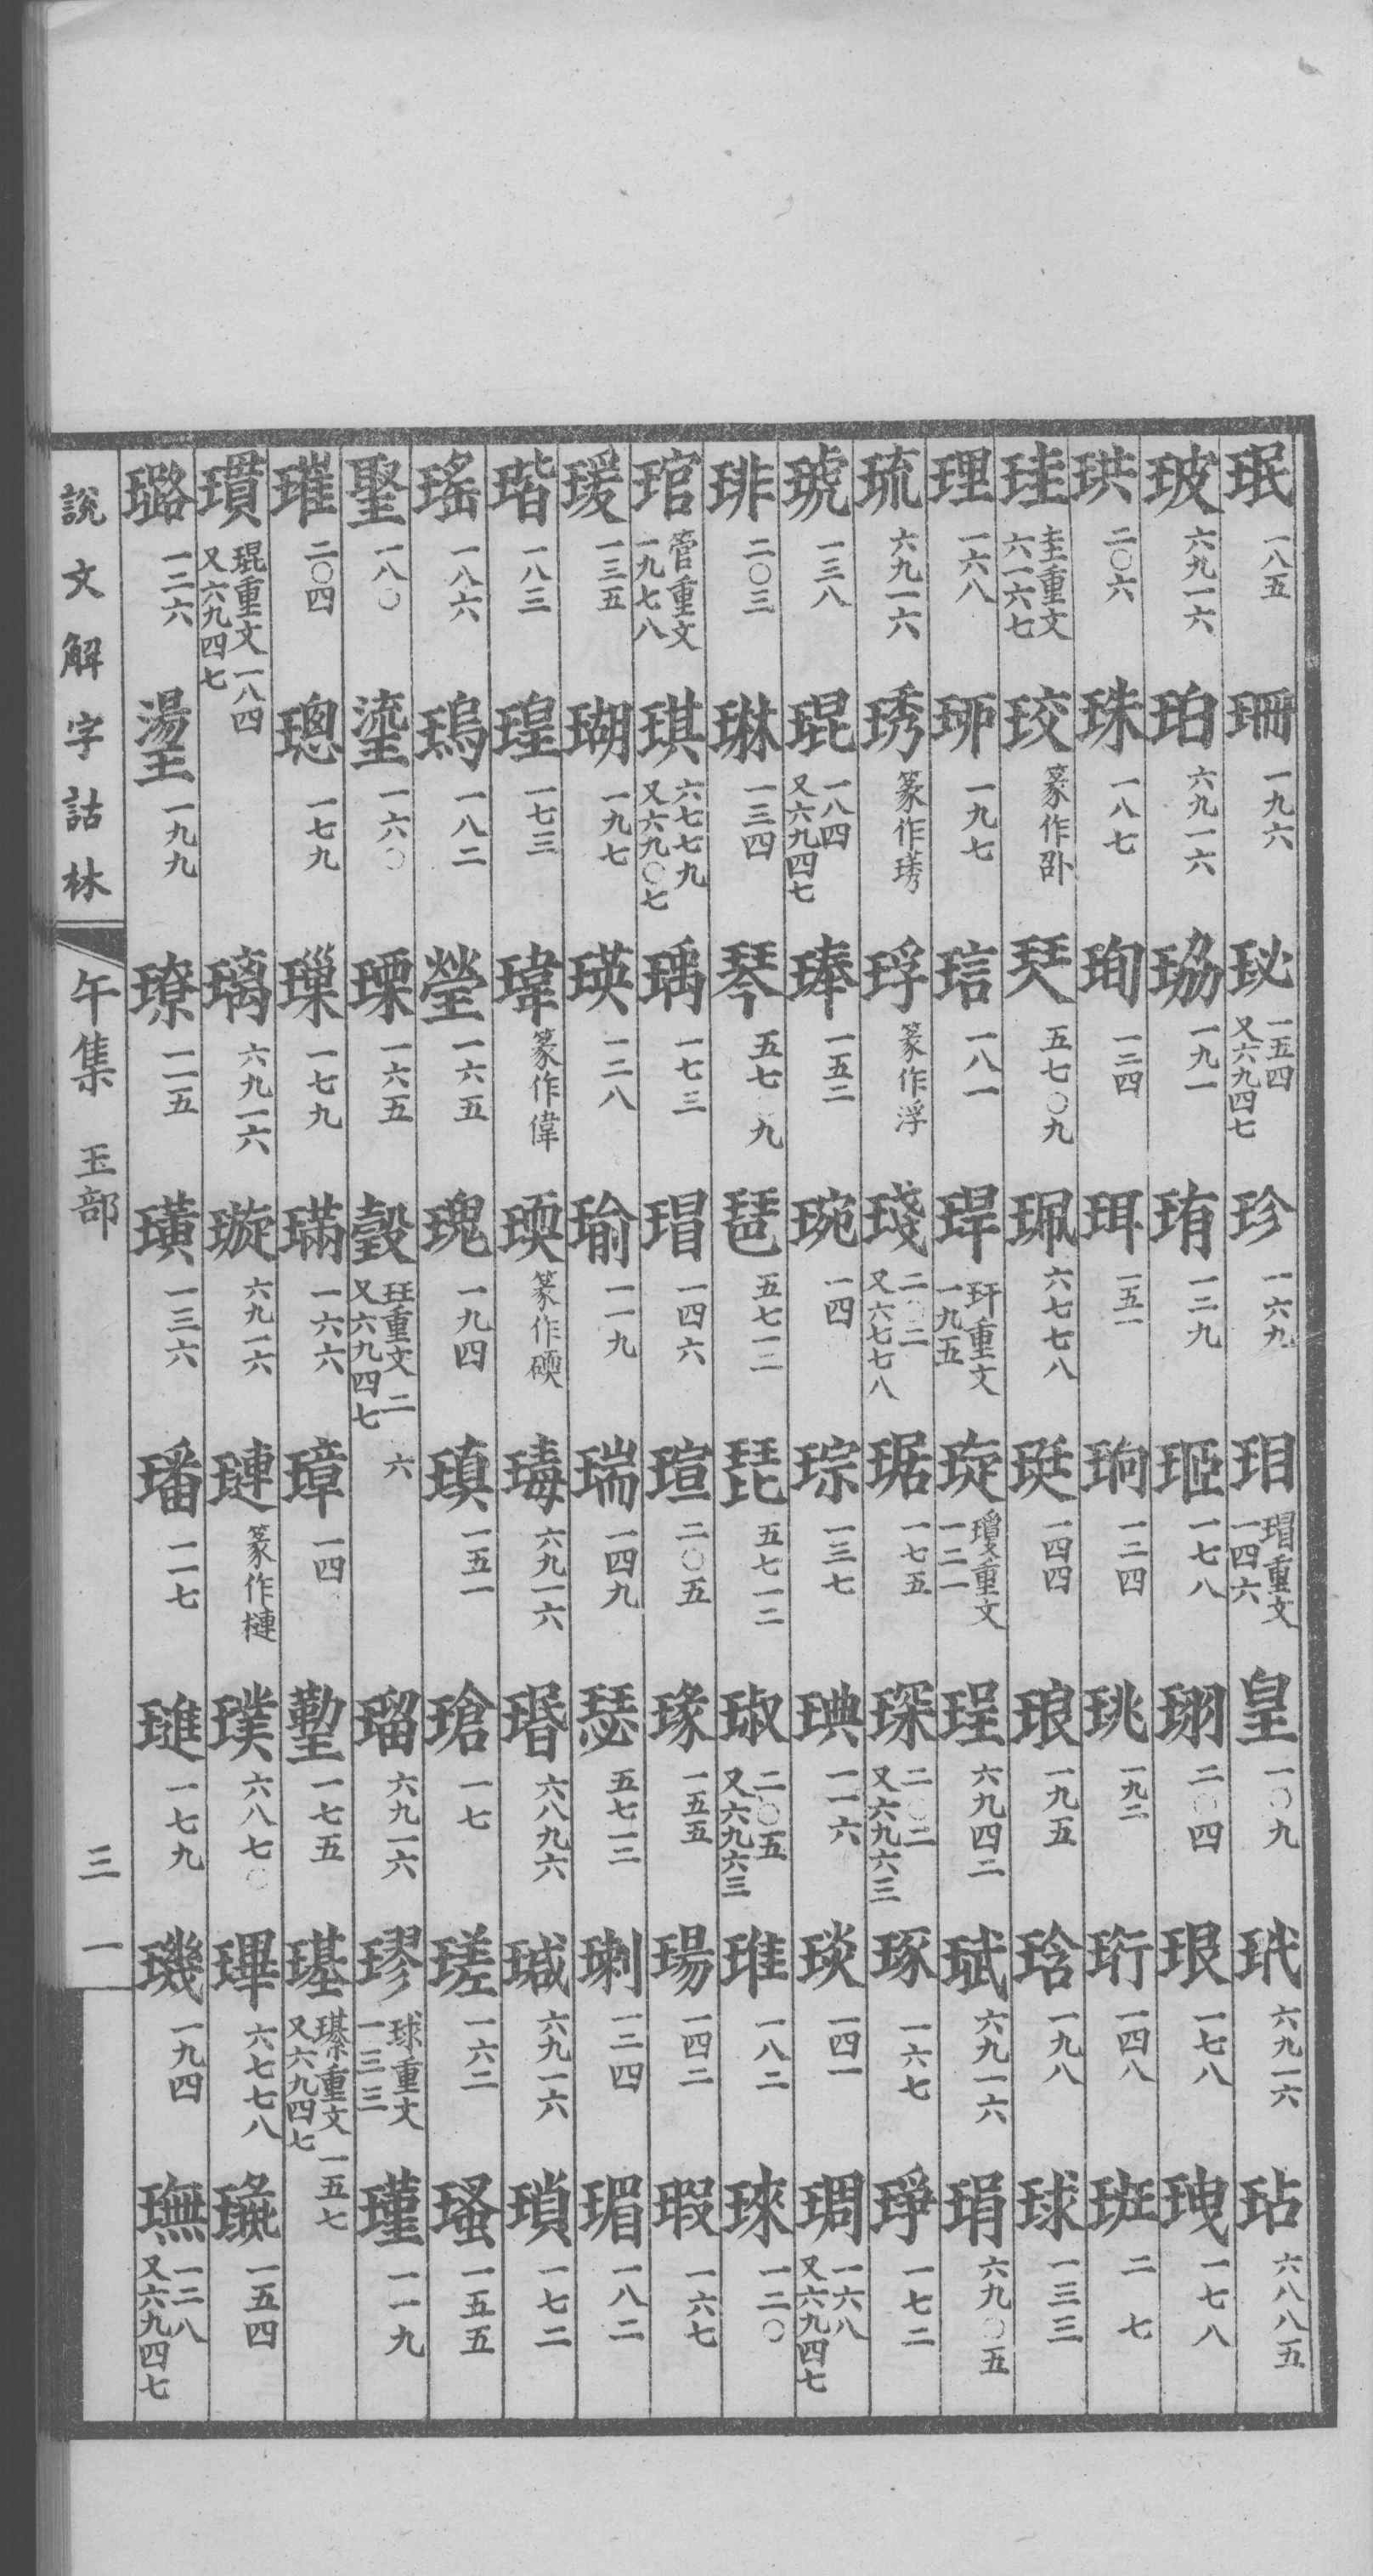 珉一八五 珊一九六 珌一五四又六九四七 珍一六九 珇瑁重文一四六 皇一〇九 玳六九一六 玷六八八五
玻六九一六 珀六九一六 珕一九一 珛一二九 一七八 珝二〇四 珢一七八 一七八
珙二〇六 珠一八七 珣一二四 珥一五一 珦一二四 珧一九二 珩一四八 班二 七
珪圭重文六一六七 珓篆作卟 珡五七〇九 珮六七七八 珽一四四 琅一九五 琀一九八 球一三三
理一六八 一九七 一八一 琂 玕重文一九五 琁瓊重文一二一 珵六九四二 珷六九一六 琄六九〇五
琉六九一六 琇篆作璓 琈篆作浮 琖二〇二又六七七八 琚一七五 琛二〇二又六九六三 琢一六七 琤一七二
琥一三八 琨一八四又六九四七 琫一五二 琬一四 琮一三七 琠一一六 琰一四一 琱一六八又六九四七
琲二〇三 琳一三四 琴五七 九 琶五七一二 琵五七一二 琡二〇五又六九六三 琟一八二 琜一二〇
琯管重文一九七八 琪六七七九又六九〇七 瑀一七三 瑁一四六 瑄二〇五 瑑一五五 瑒一四二 瑕一六七
瑗一三五 瑚一九七 瑛一二八 瑜一一九 瑞一四九 瑟五七一三 瑓一二四 瑂一八二
瑎一八三 瑝一七三 瑋篆作偉 瑌篆作碝 六九一六 瑉六八九六 瑊六九一六 瑣一七二
瑤一八六 瑦一八二 瑩一六五 瑰一九四 瑱一五一 瑲一七 瑳一六二 瑵一五五
一八〇 瑬一六〇 瑮一六五 瑴玨重文二 六又六九四七 瑠六九一六 璆球重文一三三 瑾一一九
璀二〇四 璁一七九 璅一七九 璊一六六 璋一四 一七五 璂 重文一五七又六九四七
瑻琨重文一八四又六九四七 璃六九一六 璇六九一六 璉篆作槤 璞六八七〇 六七七八 一五四
璐一二六 璗一九九 璙一一五 璜一三六 璠一一七 璡一七九 璣一九四 璑一二八又六九四七
說文解字詁林 午集 玉部 三一